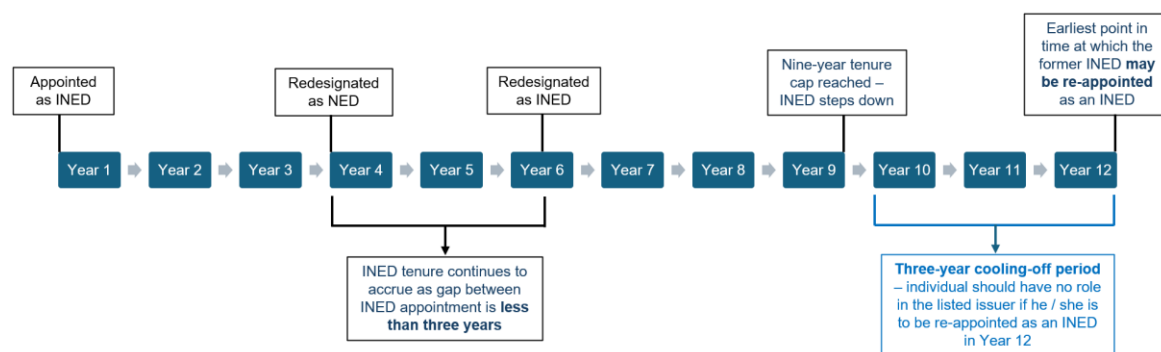 Appointed
as INED
Redesignated
as NED
Redesignated
as INED
Nine-year tenure
cap reached –
INED steps down
Earliest point in
time at which the
former INED may
be re-appointed
as an INED
Year 1
Year 2
Year 3
Year 4
Year 5
Year 6
Year 7
Year 8
Year 9
Year 10
Year 11
Year 12
INED tenure continues to
accrue as gap between
INED appointment is less
than three years
Three-year cooling-off period
– individual should have no role
in the listed issuer if he / she is
to be re-appointed as an INED
in Year 12